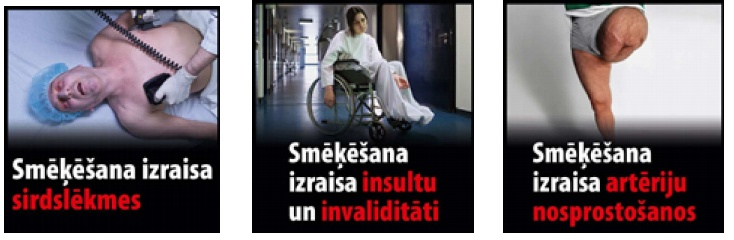 Smēķēšana izraisa
sirdslēkmes
Smēķēšana
izraisa insultu
un invaliditāti
Smēķēšana
izraisa artēriju
nosprostošanos